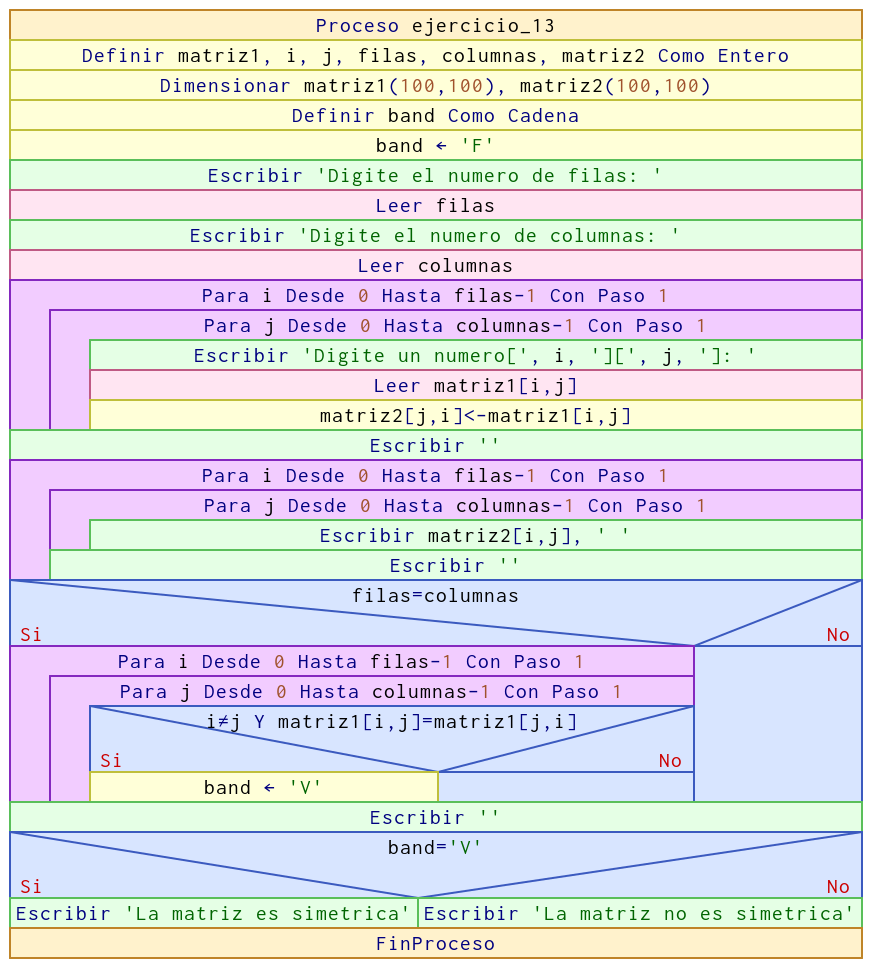 Proceso ejercicio_13
Definir matriz1, i, j, filas, columnas, matriz2 Como Entero
Dimensionar matriz1(100,100), matriz2(100,100)
Definir band Como Cadena
band ← 'F'
Escribir 'Digite el numero de filas: '
Leer filas
Escribir 'Digite el numero de columnas: '
Leer columnas
Para i Desde 0 Hasta filas-1 Con Paso 1
Para j Desde 0 Hasta columnas-1 Con Paso 1
Escribir 'Digite un numero[', i, '][', j, ']: '
Leer matriz1[i,j]
matriz2[j,i]<-matriz1[i,j]
Escribir ''
Para i Desde 0 Hasta filas-1 Con Paso 1
Para j Desde 0 Hasta columnas-1 Con Paso 1
Escribir matriz2[i,j], ' '
Escribir ''
filas=columnas
Si No
Para i Desde 0 Hasta filas-1 Con Paso 1
Para j Desde 0 Hasta columnas-1 Con Paso 1
i≠j Y matriz1[i,j]=matriz1[j,i]
Si No
band ← 'V'
Escribir ''
band='V'
Si No
Escribir 'La matriz es simetrica' Escribir 'La matriz no es simetrica'
FinProceso